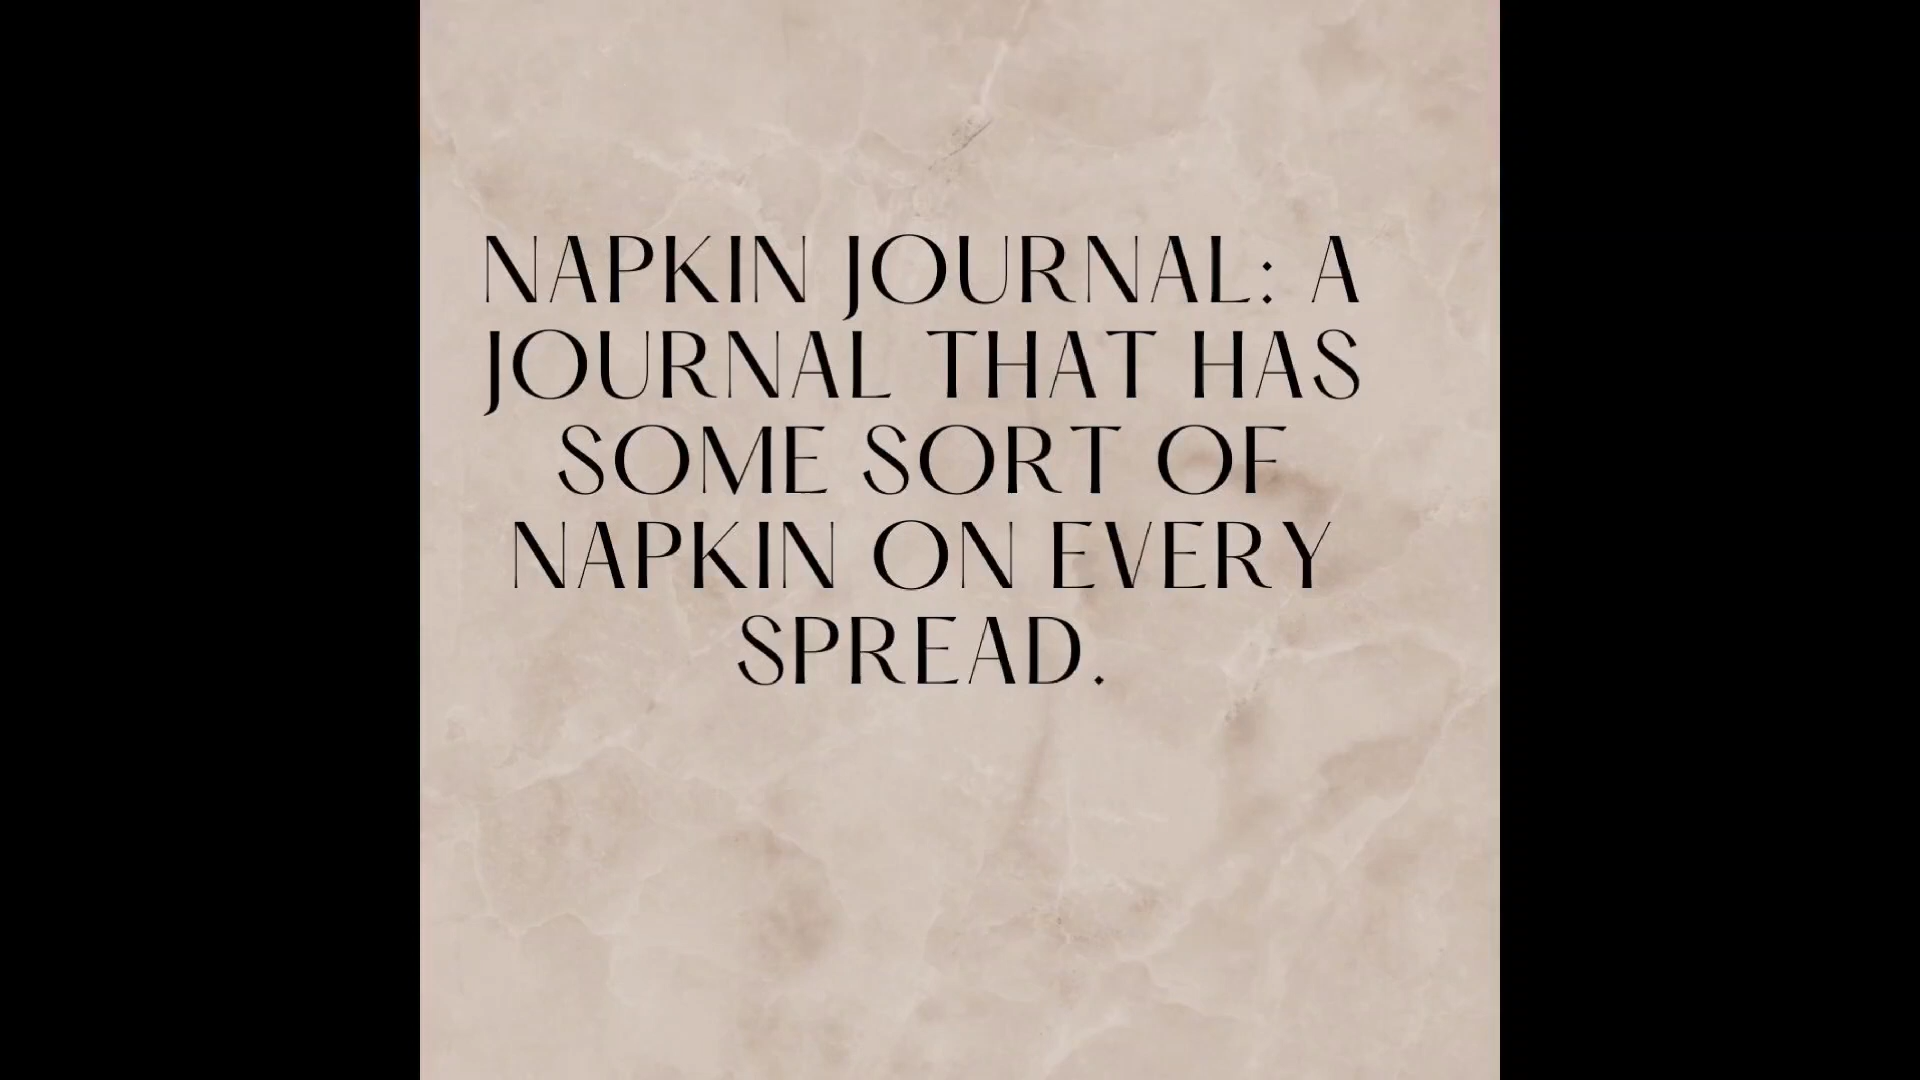 NAPKIN JOURNAL: A
JOURNAL THAT HAS
SOME SORT OF
NAPKIN ON EVERY
SPREAD.